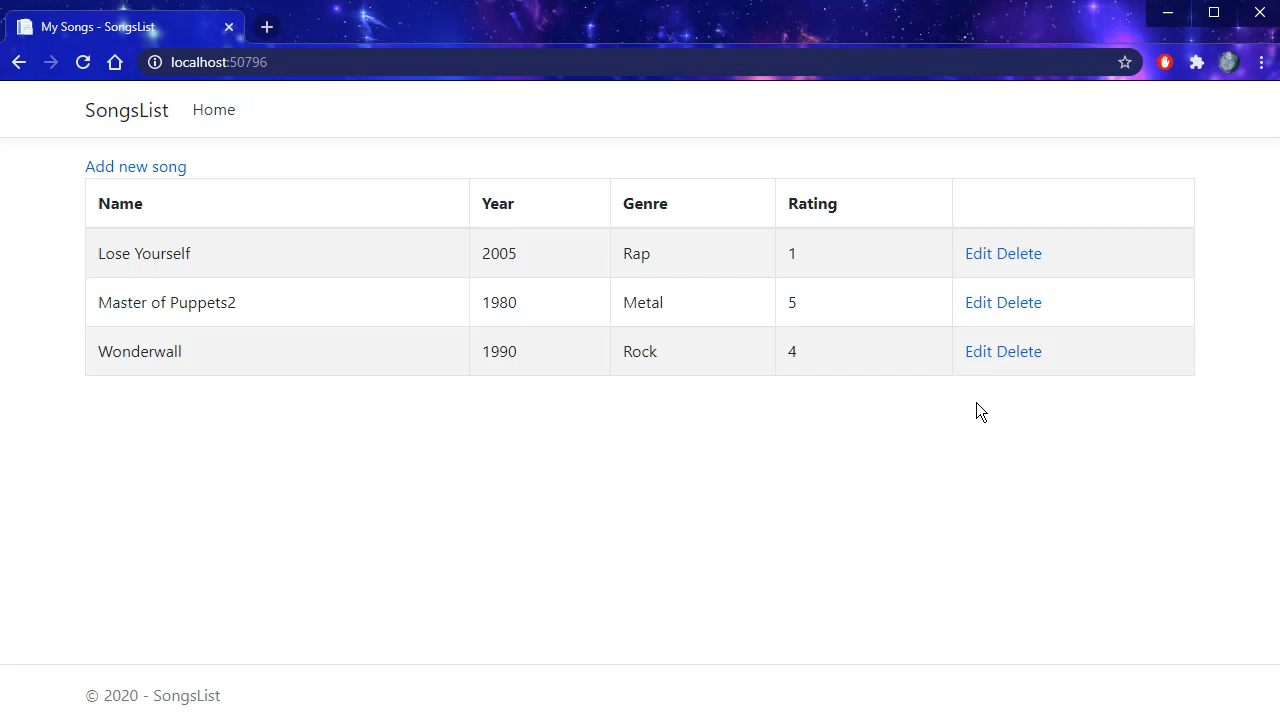 My Songs - SongsList
localhost:50796
SongsList Home
Add new song
Name Year Genre Rating
Lose Yourself 2005 Rap 1 Edit Delete
Master of Puppets2 1980 Metal 5 Edit Delete
Wonderwall 1990 Rock 4 Edit Delete
© 2020 - SongsList